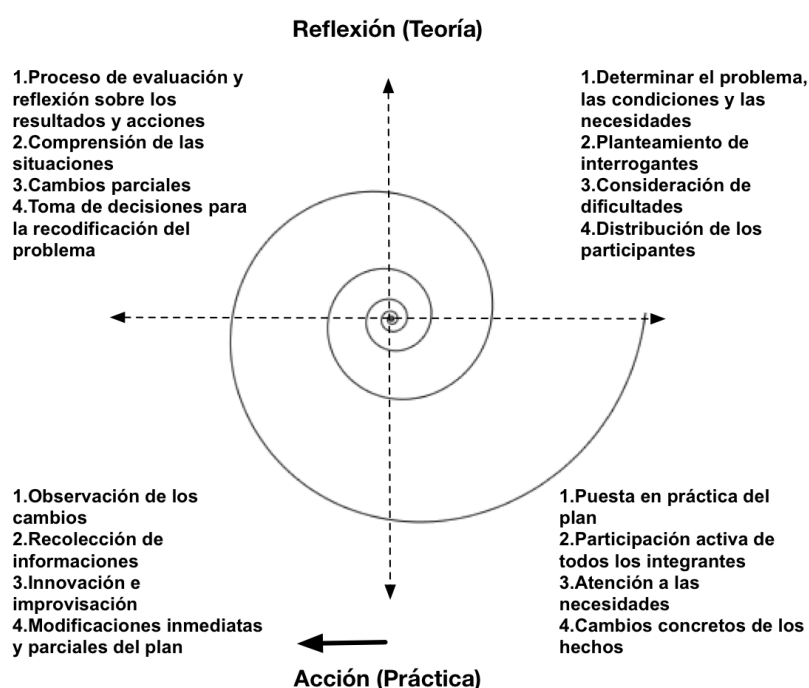 Reflexión (Teoría)
1.Proceso de evaluación y
reflexión sobre los
resultados y acciones
2.Comprensión de las
situaciones
3.Cambios parciales
4.Toma de decisiones para
la recodificación del
problema
1.Determinar el problema,
las condiciones y las
necesidades
2.Planteamiento de
interrogantes
3.Consideración de
dificultades
4.Distribución de los
participantes
1.Observación de los
cambios
2.Recolección de
informaciones
3.Innovación e
improvisación
4.Modificaciones inmediatas
y parciales del plan
1.Puesta en práctica del
plan
2.Participación activa de
todos los integrantes
3.Atención a las
necesidades
4.Cambios concretos de los
hechos
Acción (Práctica)